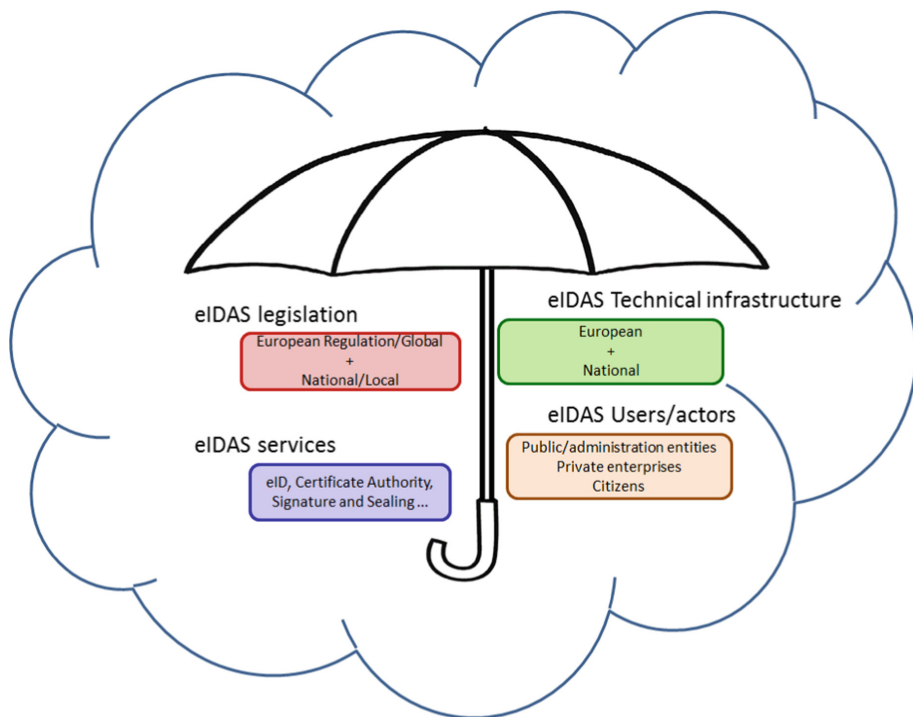 eIDAS legislation
European Regulation/Global
+
National/Local
eIDAS Technical infrastructure
European
+
National
eIDAS services
eID, Certificate Authority,
Signature and Sealing ...
eIDAS Users/actors
Public/administration entities
Private enterprises
Citizens